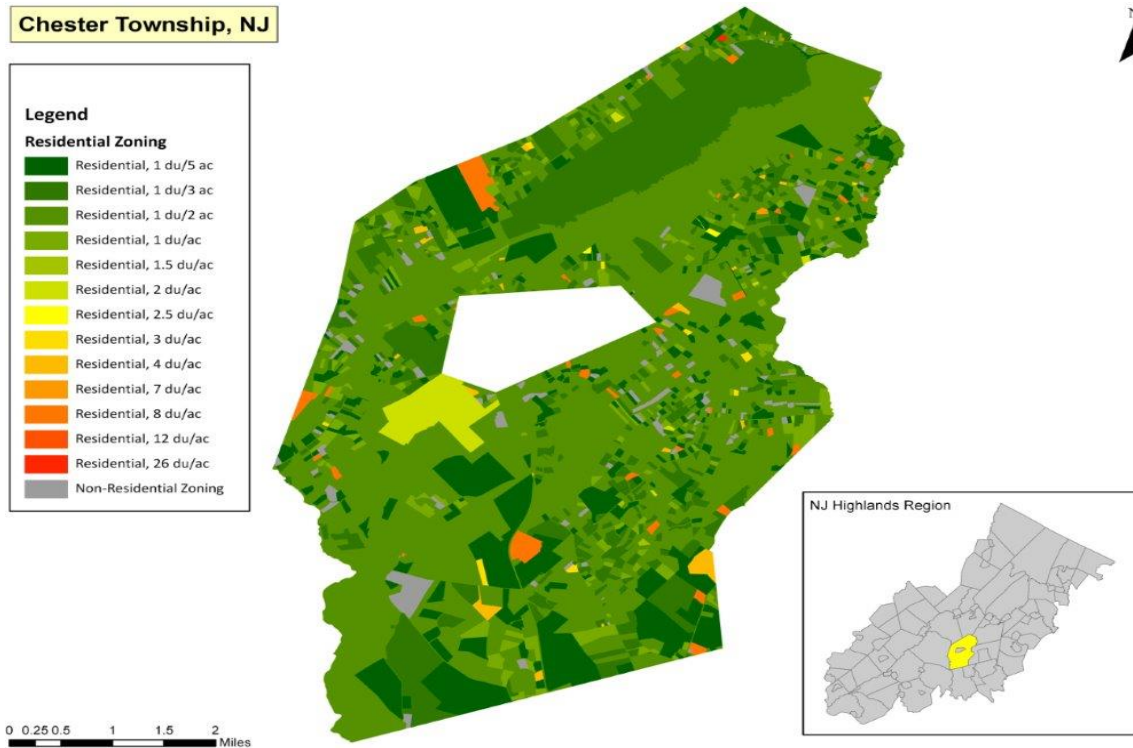 Chester Township, NJ
N
Legend
Residential Zoning
Residential, 1 du/5 ac
Residential, 1 du/3 ac
Residential, 1 du/2 ac
Residential, 1 du/ac
Residential, 1.5 du/ac
Residential, 2 du/ac
Residential, 2.5 du/ac
Residential, 3 du/ac
Residential, 4 du/ac
Residential, 7 du/ac
Residential, 8 du/ac
Residential, 12 du/ac
Residential, 26 du/ac
Non-Residential Zoning
NJ Highlands Region
0 0.25 0.5 1 1.5 2
Miles